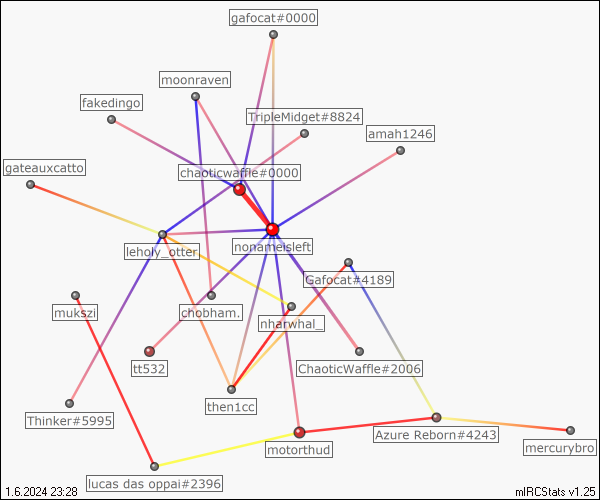 gafocat#0000
moonraven
fakedingo
TripleMidget#8824
amah1246
gateauxcatto
chaoticwaffle#0000
leholy_otter
nonameisleft
Gafocat#4189
mukszi
chobham.
nharwhal_
tt532
ChaoticWaffle#2006
Thinker#5995
then1cc
Azure Reborn#4243
motorthud
mercurybro
lucas das oppai#2396
1.6.2024 23:28
mIRCStats v1.25